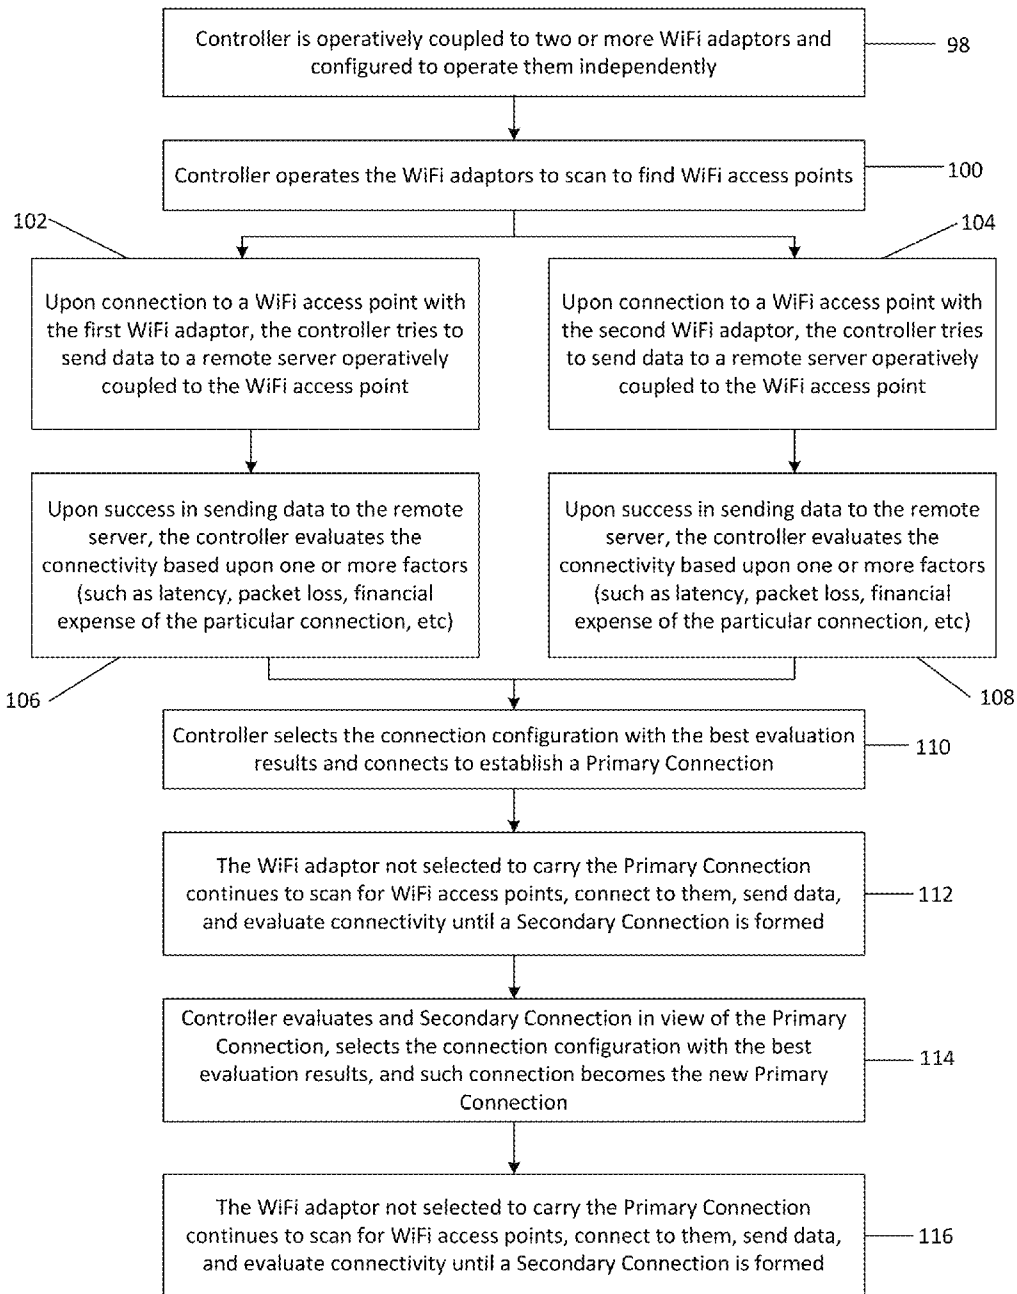 Controller is operatively coupled to two or more WiFi adaptors and
configured to operate them independently
98
Controller operates the WiFi adaptors to scan to find WiFi access points
100
102
104
Upon connection to a WiFi access point with
the first WiFi adaptor, the controller tries to
send data to a remote server operatively
coupled to the WiFi access point
Upon connection to a WiFi access point with
the second WiFi adaptor, the controller tries
to send data to a remote server operatively
coupled to the WiFi access point
Upon success in sending data to the remote
server, the controller evaluates the
connectivity based upon one or more factors
(such as latency, packet loss, financial
expense of the particular connection, etc)
Upon success in sending data to the remote
server, the controller evaluates the
connectivity based upon one or more factors
(such as latency, packet loss, financial
expense of the particular connection, etc)
106
108
Controller selects the connection configuration with the best evaluation
results and connects to establish a Primary Connection
110
The WiFi adaptor not selected to carry the Primary Connection
continues to scan for WiFi access points, connect to them, send data,
and evaluate connectivity until a Secondary Connection is formed
112
Controller evaluates and Secondary Connection in view of the Primary
Connection, selects the connection configuration with the best
evaluation results, and such connection becomes the new Primary
Connection
114
The WiFi adaptor not selected to carry the Primary Connection
continues to scan for WiFi access points, connect to them, send data,
and evaluate connectivity until a Secondary Connection is formed
116